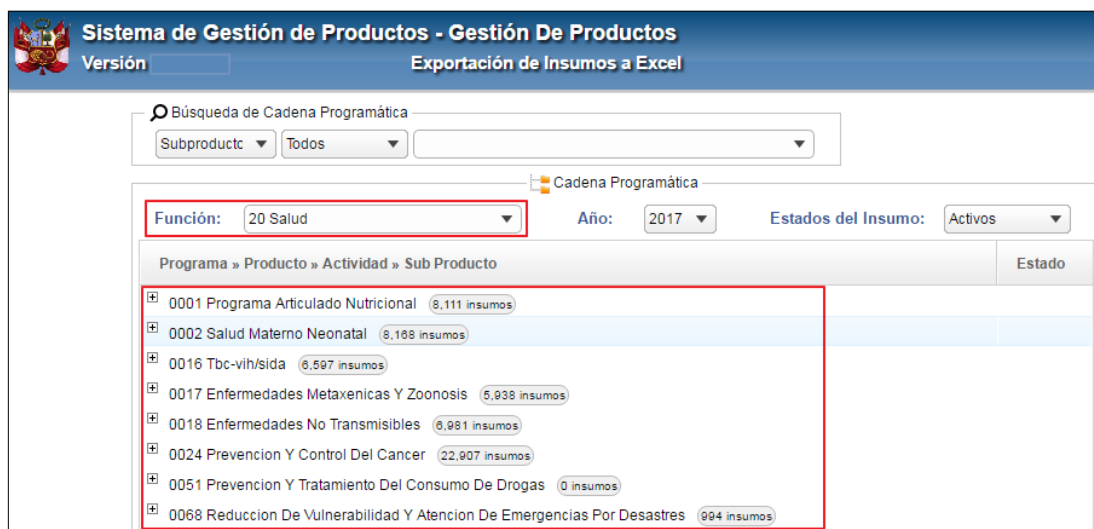 Sistema de Gestión de Productos - Gestión De Productos
Versión Exportación de Insumos a Excel
Búsqueda de Cadena Programática
Subproductc Todos
Cadena Programática
Función: 20 Salud Año: 2017 Estados del Insumo: Activos
Programa » Producto » Actividad » Sub Producto Estado
0001 Programa Articulado Nutricional 8,111 insumos
0002 Salud Materno Neonatal 8,168 insumos
0016 Tbc-vih/sida 6,597 insumos
0017 Enfermedades Metaxenicas Y Zoonosis 5,938 insumos
0018 Enfermedades No Transmisibles 6,981 insumos
0024 Prevencion Y Control Del Cancer 22,907 insumos
0051 Prevencion Y Tratamiento Del Consumo De Drogas 0 insumos
0068 Reduccion De Vulnerabilidad Y Atencion De Emergencias Por Desastres 994 insumos